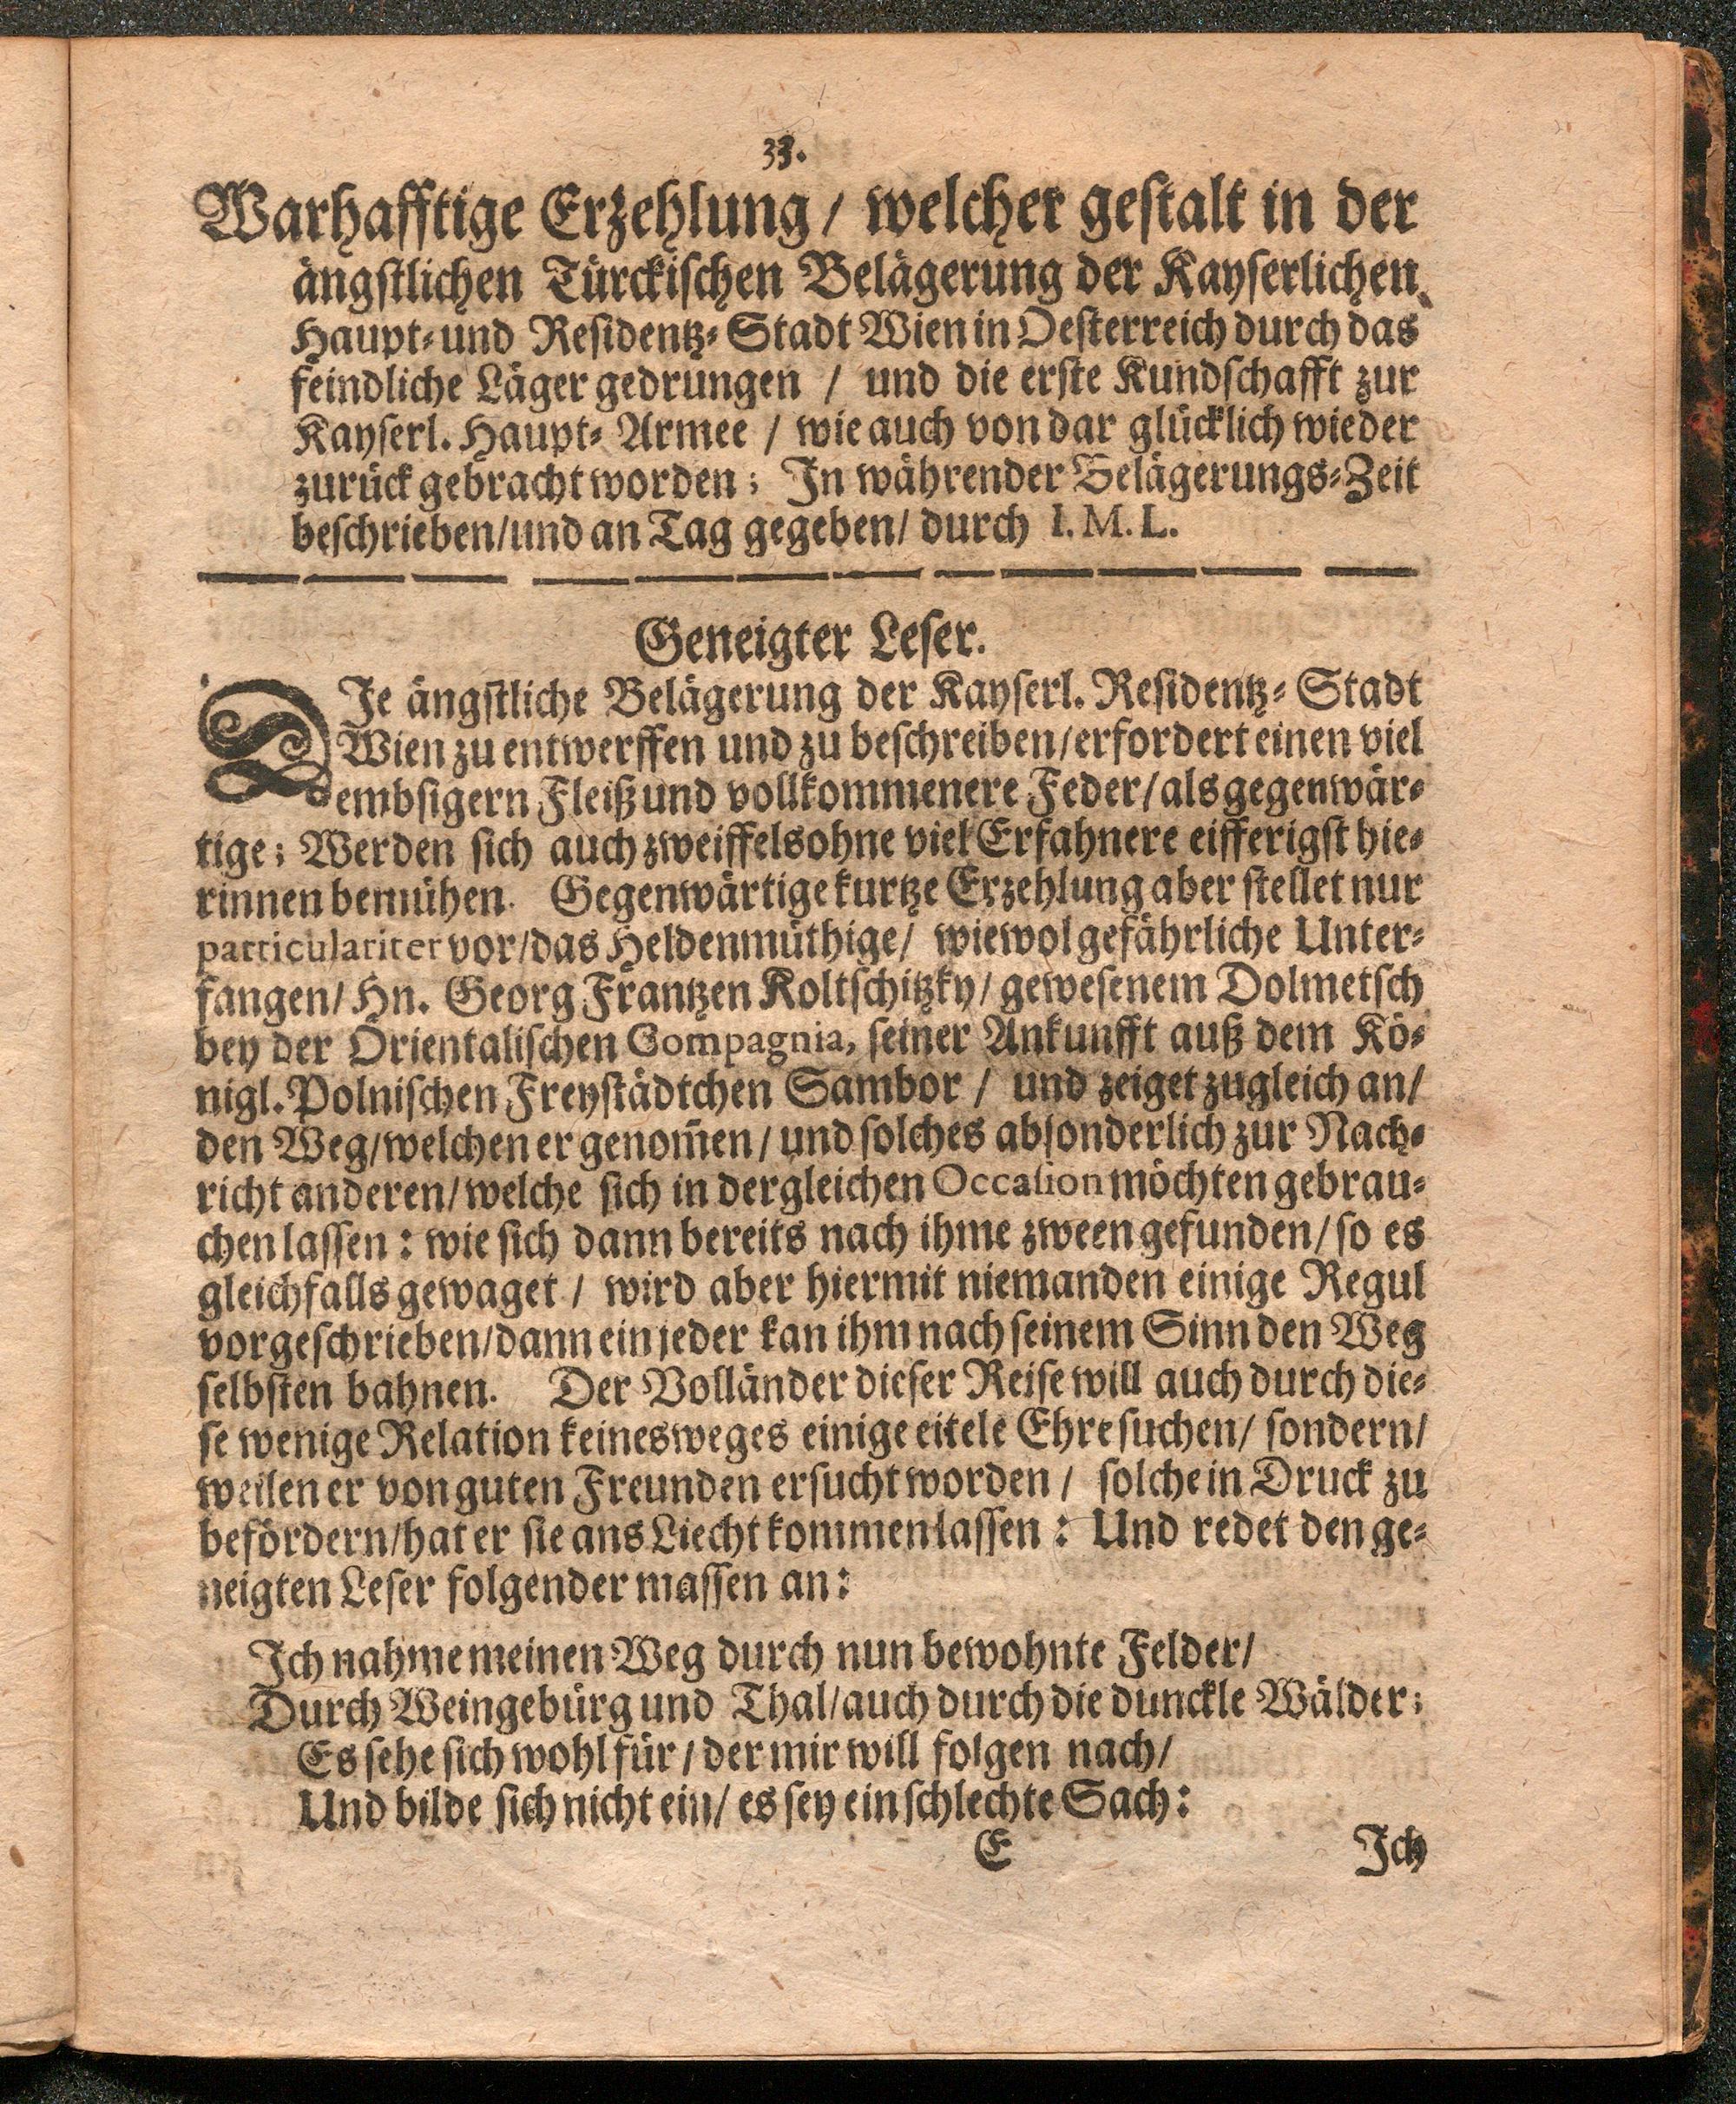 33.
Warhafftige Erzehlung / welcher gestalt in der
ängstlichen Türckischen Belägerung der Kayserlichen
Haupt- und Residentz-Stadt Wien in Oesterreich durch das
feindliche Läger gedrungen / und die erste Kundschafft zur
Kayserl. Haupt-Armee / wie auch von dar glücklich wieder
zurück gebracht worden; In währender Belägerungs-Zeit
beschrieben/und an Tag gegeben/ durch I. M. L.
Geneigter Leser.
DIe ängstliche Belägerung der Kayserl. Residentz-Stadt
Wien zu entwerffen und zu beschreiben/erfordert einen viel
embsigern Fleiß und vollkommenere Feder/als gegenwär-
tige; Werden sich auch zweiffelsohne viel Erfahnere eifferigst hie-
rinnen bemühen. Gegenwärtige kurtze Erzehlung aber stellet nur
particulariter vor/das Heldenmüthige/ wiewol gefährliche Unter-
fangen/ Hn. Georg Frantzen Koltschitzky/ gewesenem Dolmetsch
bey der Orientalischen Compagnia, seiner Ankunfft auß dem Kö-
nigl. Polnischen Freystädtchen Sambor / und zeiget zugleich an/
den Weg/welchen er genom̃en/ und solches absonderlich zur Nach-
richt anderen/welche sich in dergleichen Occasion möchten gebrau-
chen lassen: wie sich dann bereits nach ihme zween gefunden/so es
gleichfalls gewaget / wird aber hiermit niemanden einige Regul
vorgeschrieben/dann ein jeder kan ihm nach seinem Sinn den Weg
selbsten bahnen. Der Volländer dieser Reise will auch durch die-
se wenige Relation keinesweges einige eitele Ehre suchen/ sondern/
weilen er von guten Freunden ersucht worden / solche in Druck zu
befördern/hat er sie ans Liecht kommen lassen: Und redet den ge-
neigten Leser folgender massen an:
Ich nahme meinen Weg durch nun bewohnte Felder/
Durch Weingebürg und Thal/auch durch die dunckle Wälder;
Es sehe sich wohl für / der mir will folgen nach/
Und bilde sich nicht ein/ es sey ein schlechte Sach:
E Ich